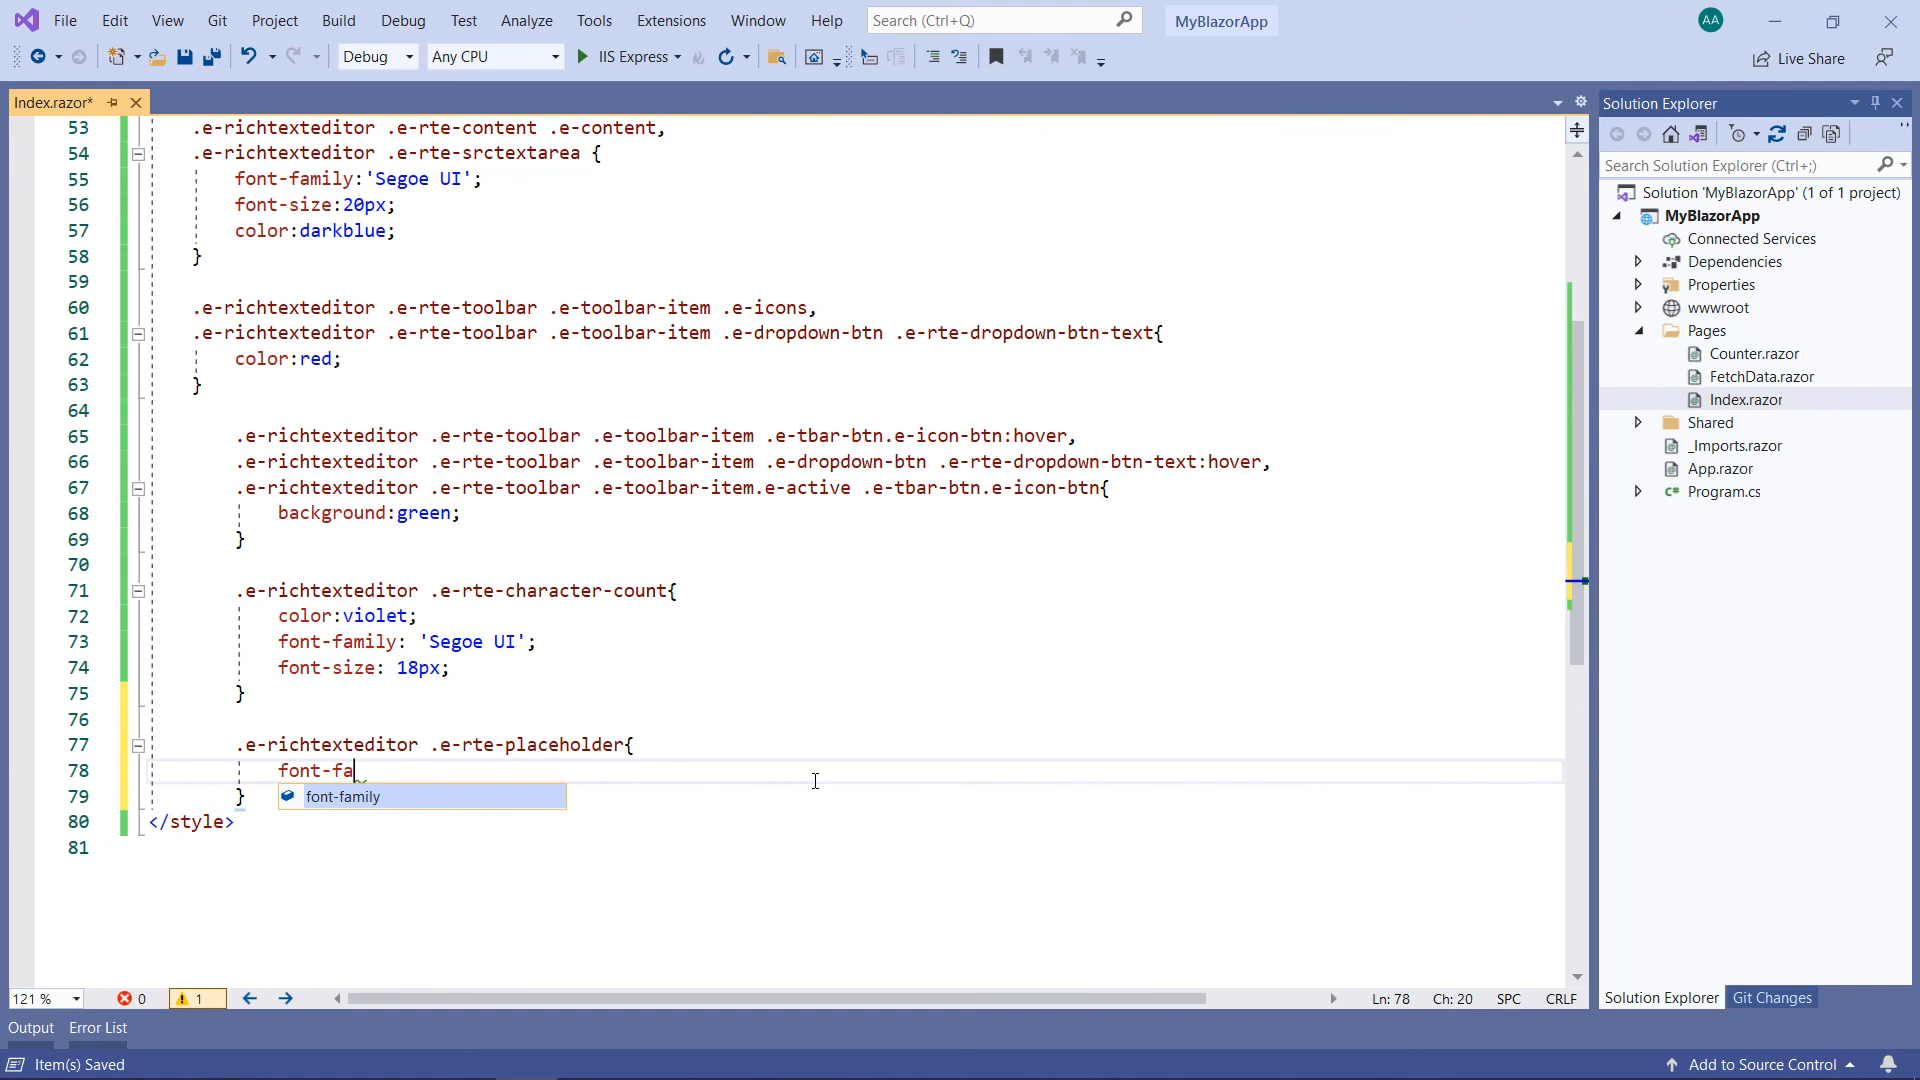 File Edit View Git Project Build Debug Test Analyze Tools Extensions Window Help Search (Ctrl+Q) MyBlazorApp AA
Debug Any CPU IIS Express Live Share
Index.razor*
53 .e-richtexteditor .e-rte-content .e-content,
54 .e-richtexteditor .e-rte-srctextarea {
55 font-family:'Segoe UI';
56 font-size:20px;
57 color:darkblue;
58 }
59
60 .e-richtexteditor .e-rte-toolbar .e-toolbar-item .e-icons,
61 .e-richtexteditor .e-rte-toolbar .e-toolbar-item .e-dropdown-btn .e-rte-dropdown-btn-text{
62 color:red;
63 }
64
65 .e-richtexteditor .e-rte-toolbar .e-toolbar-item .e-tbar-btn.e-icon-btn:hover,
66 .e-richtexteditor .e-rte-toolbar .e-toolbar-item .e-dropdown-btn .e-rte-dropdown-btn-text:hover,
67 .e-richtexteditor .e-rte-toolbar .e-toolbar-item.e-active .e-tbar-btn.e-icon-btn{
68 background:green;
69 }
70
71 .e-richtexteditor .e-rte-character-count{
72 color:violet;
73 font-family: 'Segoe UI';
74 font-size: 18px;
75 }
76
77 .e-richtexteditor .e-rte-placeholder{
78 font-fa
79 } font-family
80 </style>
81
121 % 0 1 Ln: 78 Ch: 20 SPC CRLF
Solution Explorer
Search Solution Explorer (Ctrl+;)
Solution 'MyBlazorApp' (1 of 1 project)
MyBlazorApp
Connected Services
Dependencies
Properties
wwwroot
Pages
Counter.razor
FetchData.razor
Index.razor
Shared
_Imports.razor
App.razor
Program.cs
Solution Explorer Git Changes
Output Error List
Item(s) Saved Add to Source Control